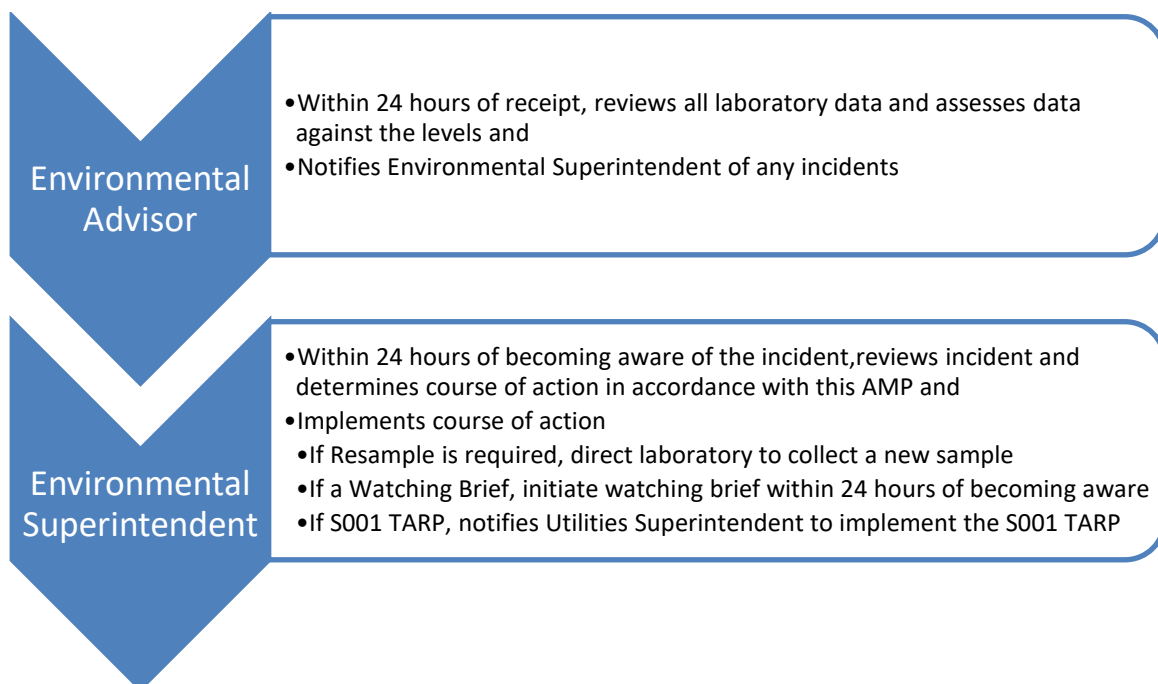 Environmental
Advisor
•Within 24 hours of receipt, reviews all laboratory data and assesses data
against the levels and
•Notifies Environmental Superintendent of any incidents
Environmental
Superintendent
•Within 24 hours of becoming aware of the incident,reviews incident and
determines course of action in accordance with this AMP and
•Implements course of action
•If Resample is required, direct laboratory to collect a new sample
•If a Watching Brief, initiate watching brief within 24 hours of becoming aware
•If S001 TARP, notifies Utilities Superintendent to implement the S001 TARP